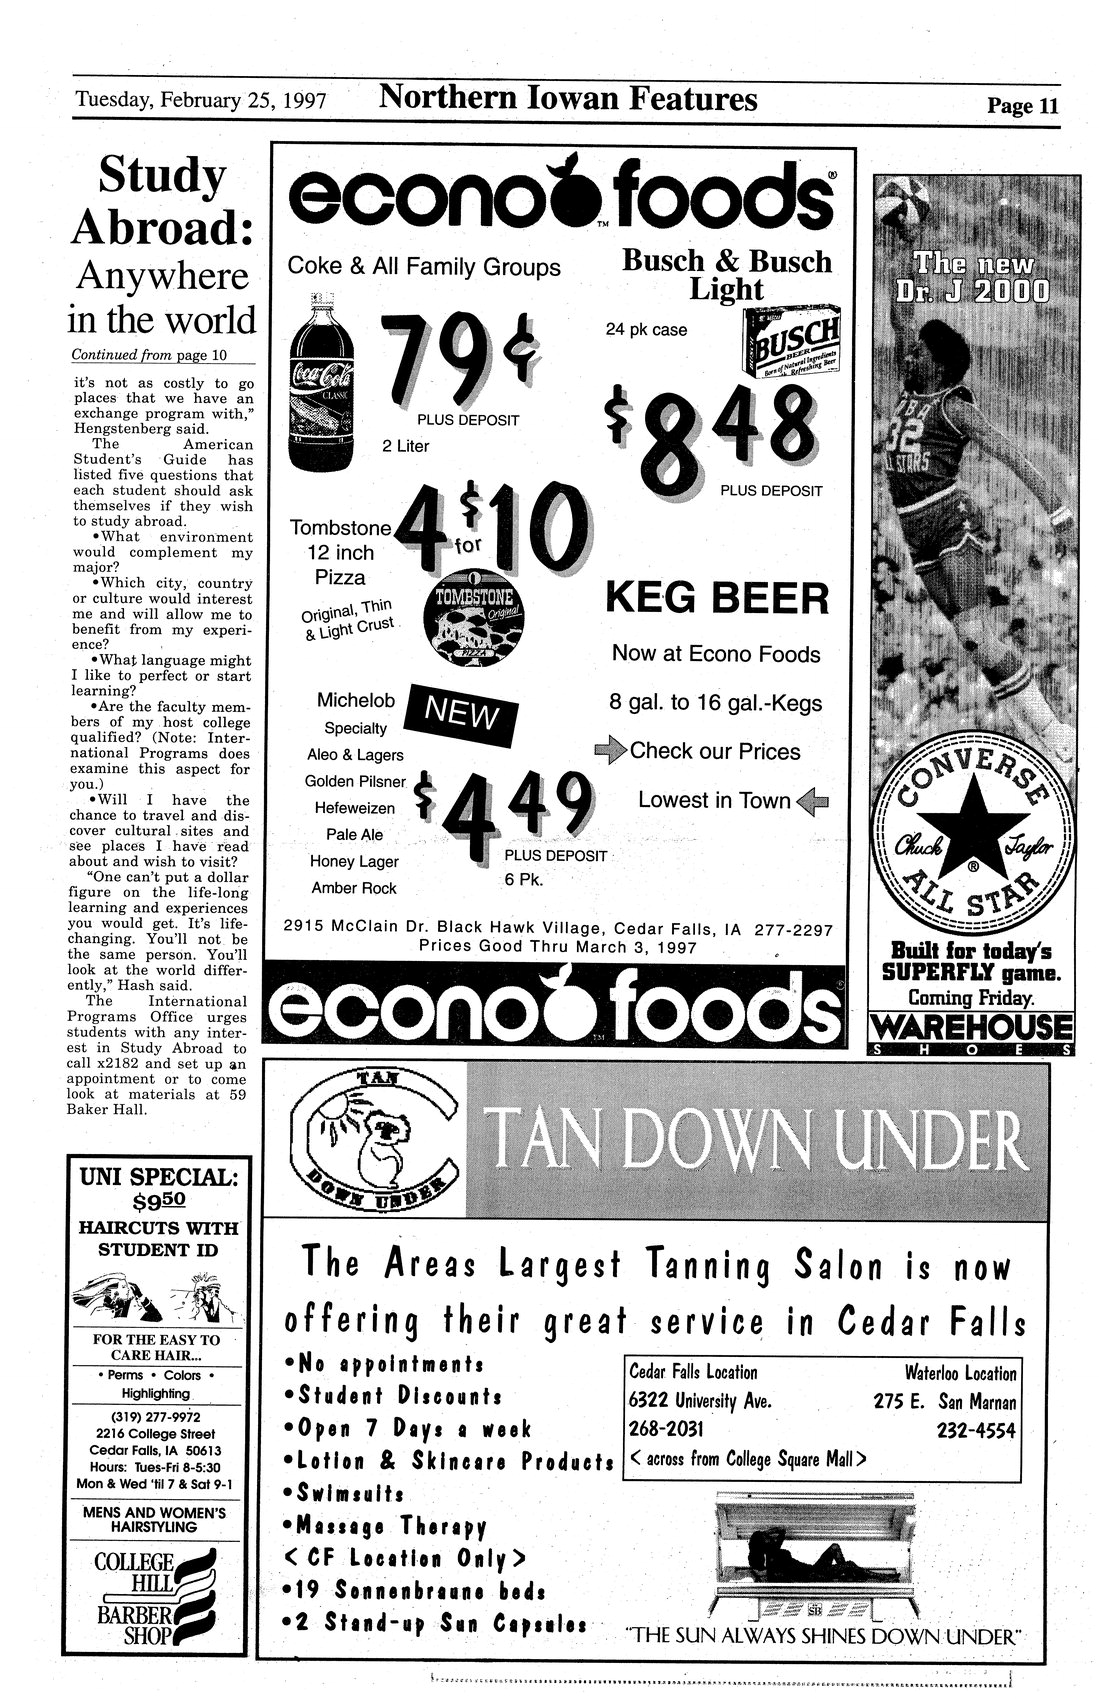 Tuesday, February 25, 1997
Northern Iowan Features
Page 11
Study
Abroad:
Anywhere
in the world
Continued from page 10
it's not as costly to go
places that we have an
exchange program with,"
Hengstenberg said.
The American
Student's Guide has
listed five questions that
each student should ask
themselves if they wish
to study abroad.
•What environment
would complement my
major?
•Which city, country
or culture would interest
me and will allow me to
benefit from my experi-
ence?
•What language might
I like to perfect or start
learning?
•Are the faculty mem-
bers of my host college
qualified? (Note: Inter-
national Programs does
examine this aspect for
you.)
•Will I have the
chance to travel and dis-
cover cultural sites and
see places I have read
about and wish to visit?
"One can't put a dollar
figure on the life-long
learning and experiences
you would get. It's life-
changing. You'll not be
the same person. You'll
look at the world differ-
ently," Hash said.
The International
Programs Office urges
students with any inter-
est in Study Abroad to
call x2182 and set up an
appointment or to come
look at materials at 59
Baker Hall.
UNI SPECIAL:
$9.50
HAIRCUTS WITH
STUDENT ID
FOR THE EASY TO
CARE HAIR...
• Perms • Colors •
Highlighting
(319) 277-9972
2216 College Street
Cedar Falls, IA 50613
Hours: Tues-Fri 8-5:30
Mon & Wed 'til 7 & Sat 9-1
MENS AND WOMEN'S
HAIRSTYLING
COLLEGE
HILL
BARBER
SHOP
econo foods®
TM
Coke & All Family Groups
Coca-Cola
CLASSIC
79¢
PLUS DEPOSIT
2 Liter
Busch & Busch
Light
24 pk case
BUSCH
BEER
Born of Natural Ingredients
Refreshing Beer
$8 48
PLUS DEPOSIT
Tombstone
12 inch
Pizza
Original, Thin
& Light Crust
4 for $10
TOMBSTONE
Original
PIZZA
KEG BEER
Now at Econo Foods
8 gal. to 16 gal.-Kegs
Check our Prices
Lowest in Town
Michelob
Specialty
Aleo & Lagers
Golden Pilsner
Hefeweizen
Pale Ale
Honey Lager
Amber Rock
NEW
$4 49
PLUS DEPOSIT
6 Pk.
2915 McClain Dr. Black Hawk Village, Cedar Falls, IA 277-2297
Prices Good Thru March 3, 1997
econo foods®
TM
The new
Dr. J 2000
NBA
32
ALL STARS
CONVERSE
Chuck Taylor
®
ALL STAR
Built for today's
SUPERFLY game.
Coming Friday.
WAREHOUSE
SHOES
TAN
DOWN UNDER
TAN DOWN UNDER
The Areas Largest Tanning Salon is now
offering their great service in Cedar Falls
•No appointments
•Student Discounts
•Open 7 Days a week
•Lotion & Skincare Products
•Swimsuits
•Massage Therapy
<CF Location Only>
•19 Sonnenbraune beds
•2 Stand-up Sun Capsules
Cedar Falls Location
6322 University Ave.
268-2031
< across from College Square Mall>
Waterloo Location
275 E. San Marnan
232-4554
SB
"THE SUN ALWAYS SHINES DOWN UNDER"